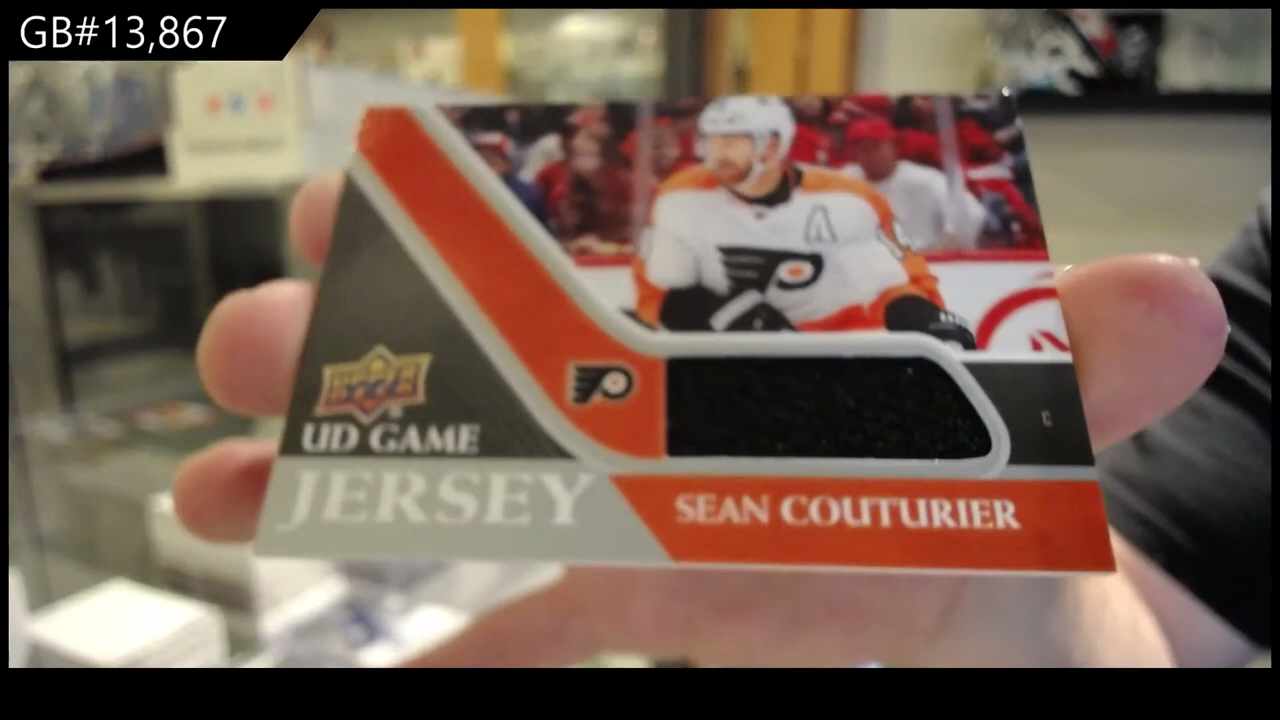 GB#13,867
A
UD GAME
C
JERSEY
SEAN COUTURIER